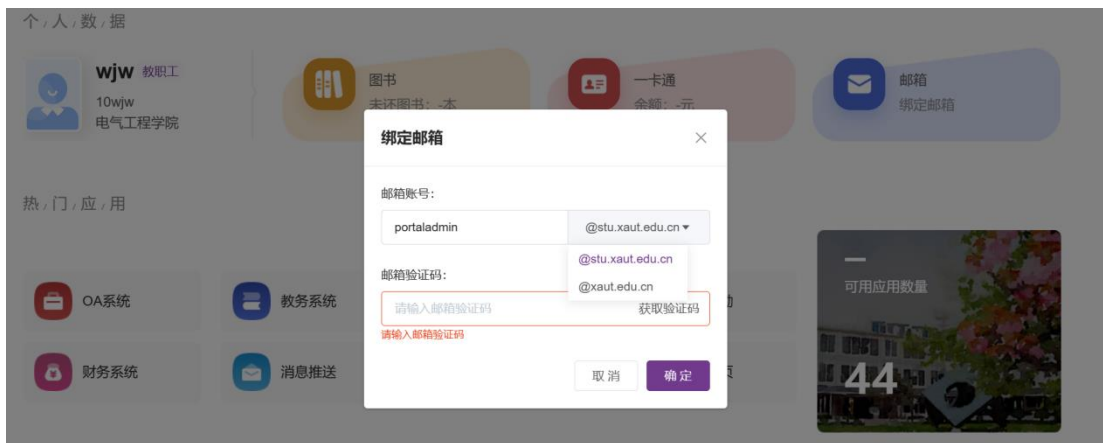 个/人/数/据
wjw 教职工
10wjw
电气工程学院
图书
未还图书: -本
一卡通
余额: -元
邮箱
绑定邮箱
绑定邮箱
邮箱账号:
portaladmin
@stu.xaut.edu.cn
@stu.xaut.edu.cn
@xaut.edu.cn
邮箱验证码:
请输入邮箱验证码
获取验证码
请输入邮箱验证码
取消
确定
热/门/应/用
OA系统
教务系统
财务系统
消息推送
可用应用数量
44